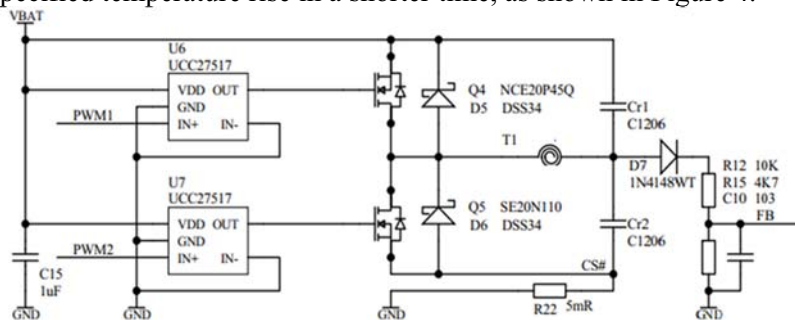 pecified temperature rise in a shorter time, as shown in Figure 4.
VBAT
U6
UCC27517
VDD OUT
GND
IN+ IN-
PWM1
Q4 NCE20P45Q
D5 DSS34
Cr1
C1206
T1
D7
1N4148WT
R12 10K
R15 4K7
C10 103
FB
U7
UCC27517
VDD OUT
GND
IN+ IN-
PWM2
Q5 SE20N110
D6 DSS34
Cr2
C1206
CS#
C15
1uF
R22 5mR
GND
GND
GND
GND